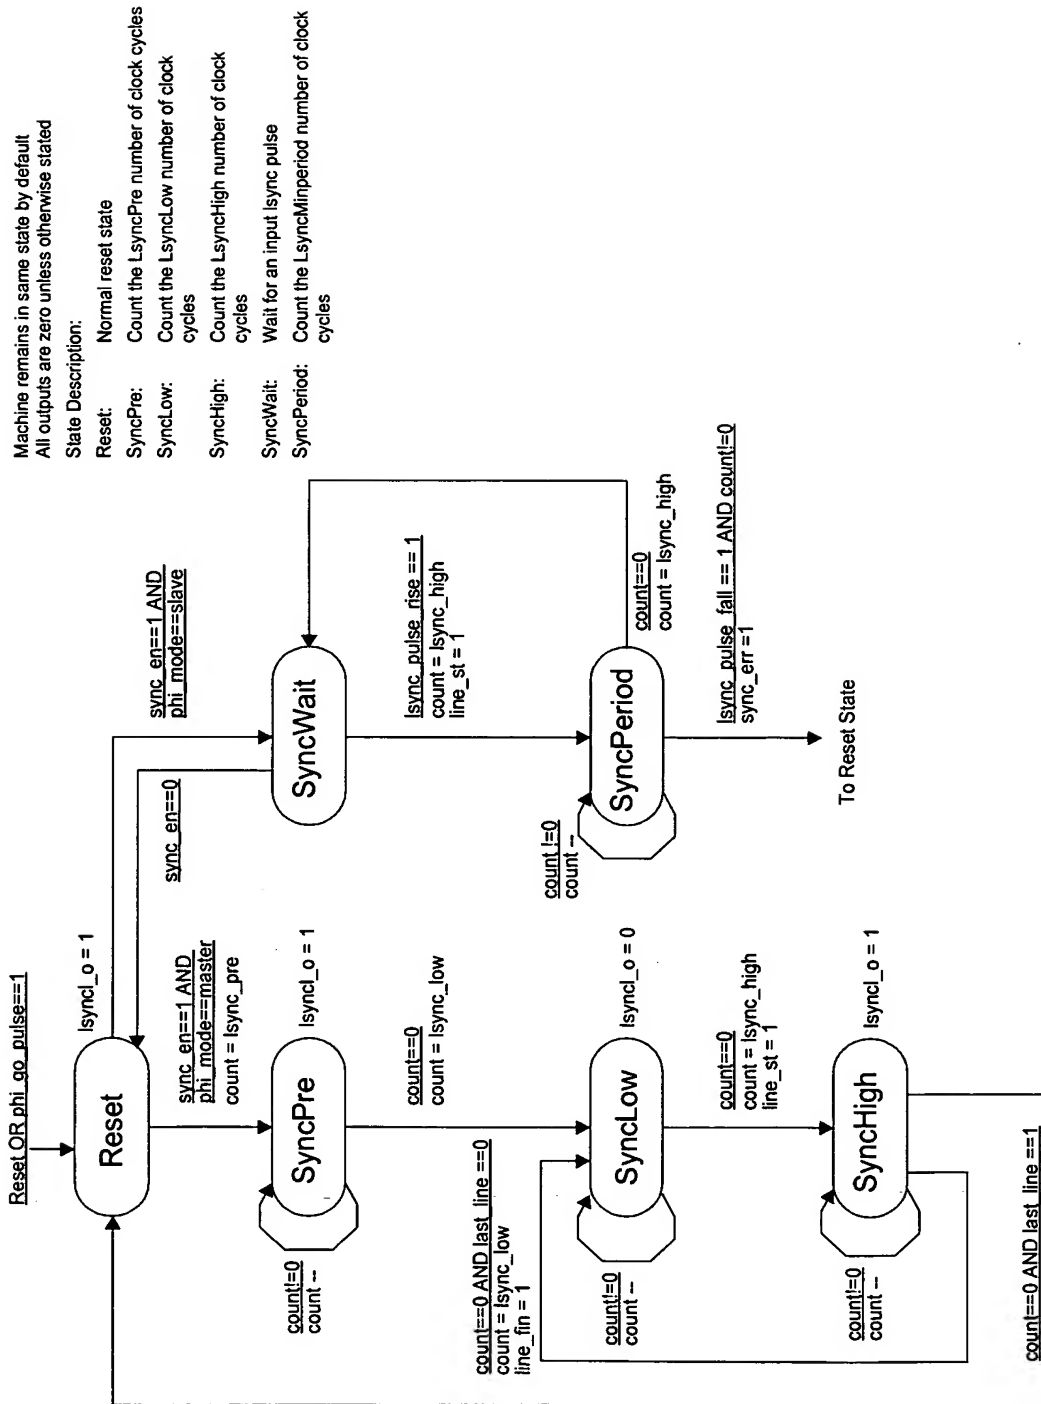 Machine remains in same state by default
All outputs are zero unless otherwise stated
State Description:
Reset: Normal reset state
SyncPre: Count the LsyncPre number of clock cycles
SyncLow: Count the LsyncLow number of clock
cycles
SyncHigh: Count the LsyncHigh number of clock
cycles
SyncWait: Wait for an input lsync pulse
SyncPeriod: Count the LsyncMinperiod number of clock
cycles
Reset OR phi_go_pulse==1
Reset
lsyncl_o = 1
sync_en==1 AND
phi_mode==slave
sync_en==0
sync_en==1 AND
phi_mode==master
count = lsync_pre
SyncPre
lsyncl_o = 1
count!=0
count --
count==0
count = lsync_low
SyncWait
lsync_pulse_rise == 1
count = lsync_high
line_st = 1
SyncPeriod
count !=0
count --
count==0
count = lsync_high
lsync_pulse_fall == 1 AND count!=0
sync_err =1
To Reset State
count==0 AND last_line ==0
count = lsync_low
line_fin = 1
SyncLow
lsyncl_o = 0
count!=0
count --
count==0
count = lsync_high
line_st = 1
SyncHigh
lsyncl_o = 1
count!=0
count --
count==0 AND last_line ==1